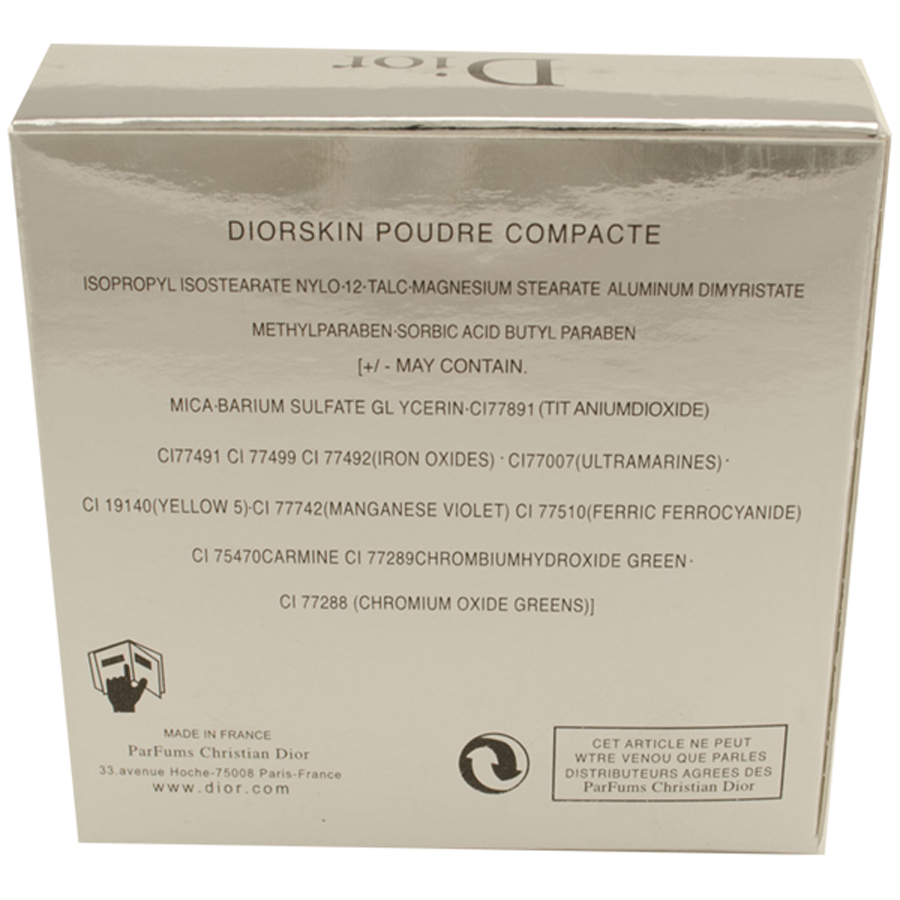 Dior
DIORSKIN POUDRE COMPACTE
ISOPROPYL ISOSTEARATE NYLO·12·TALC·MAGNESIUM STEARATE ALUMINUM DIMYRISTATE
METHYLPARABEN·SORBIC ACID BUTYL PARABEN
[+/ - MAY CONTAIN.
MICA·BARIUM SULFATE GL YCERIN·CI77891 (TIT ANIUMDIOXIDE)
CI77491 CI 77499 CI 77492(IRON OXIDES) · CI77007(ULTRAMARINES) ·
CI 19140(YELLOW 5)·CI 77742(MANGANESE VIOLET) CI 77510(FERRIC FERROCYANIDE)
CI 75470CARMINE CI 77289CHROMBIUMHYDROXIDE GREEN ·
CI 77288 (CHROMIUM OXIDE GREENS)]
MADE IN FRANCE
ParFums Christian Dior
33.avenue Hoche-75008 Paris-France
www.dior.com
CET ARTICLE NE PEUT
WTRE VENOU QUE PARLES
DISTRIBUTEURS AGREES DES
ParFums Christian Dior